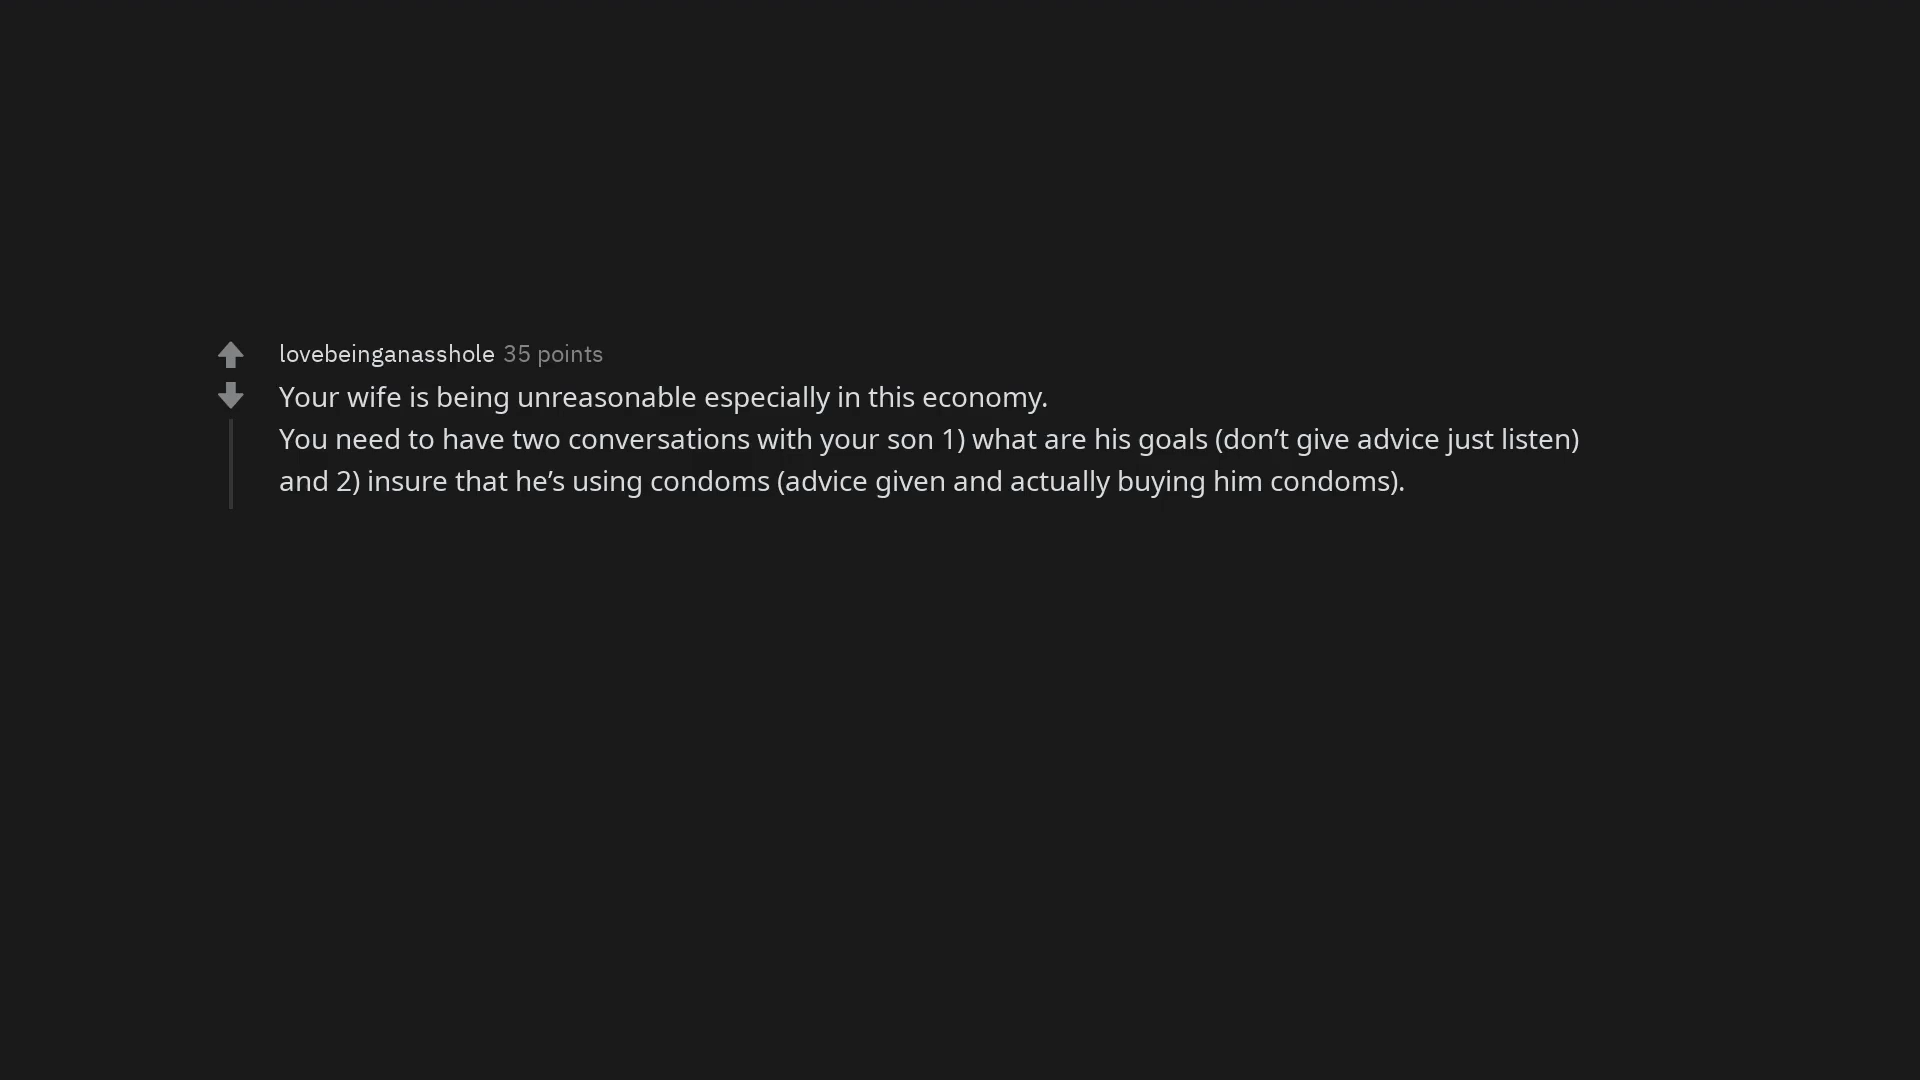 lovebeinganasshole 35 points
Your wife is being unreasonable especially in this economy.
You need to have two conversations with your son 1) what are his goals (don’t give advice just listen)
and 2) insure that he’s using condoms (advice given and actually buying him condoms).